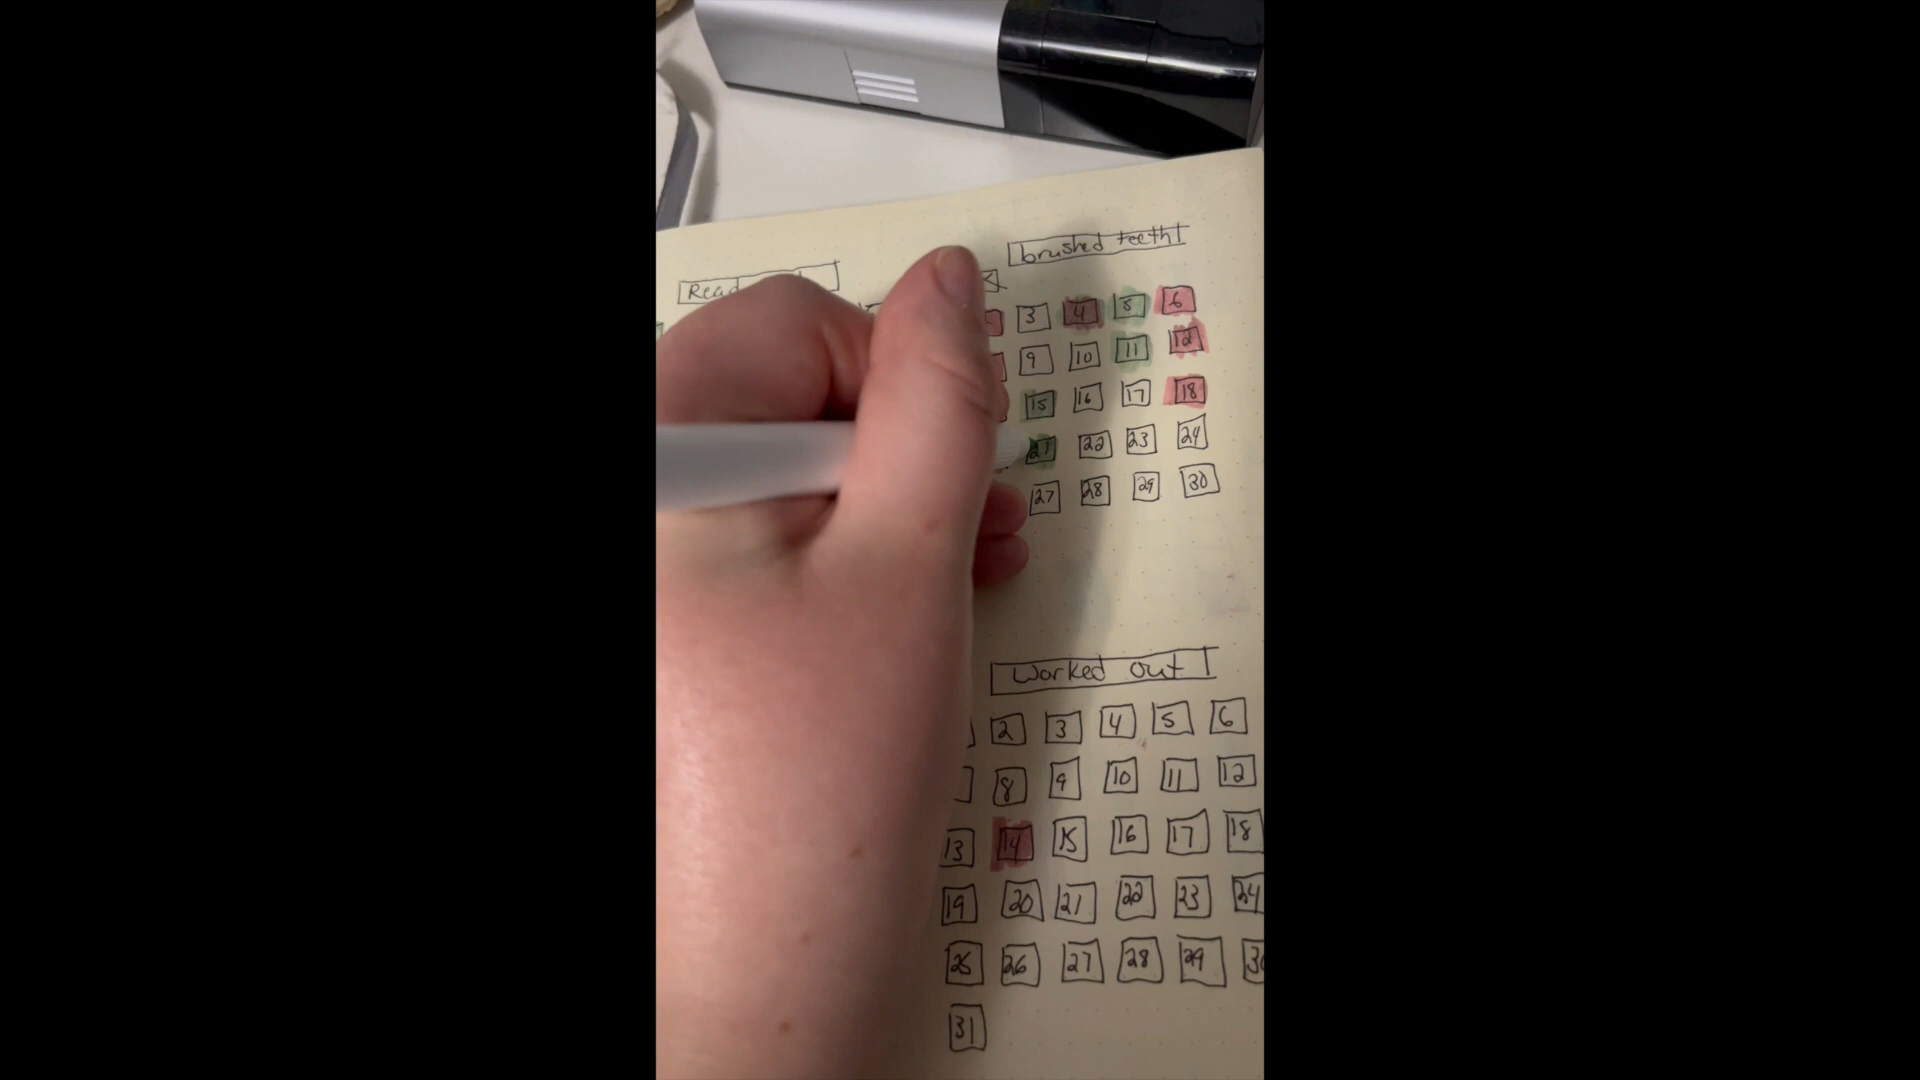 brushed teeth
Read
3 4 5 6
9 10 11 12
15 16 17 18
21 22 23 24
27 28 29 30
Worked out
2 3 4 5 6
8 9 10 11 12
13 14 15 16 17 18
19 20 21 22 23 24
25 26 27 28 29
31